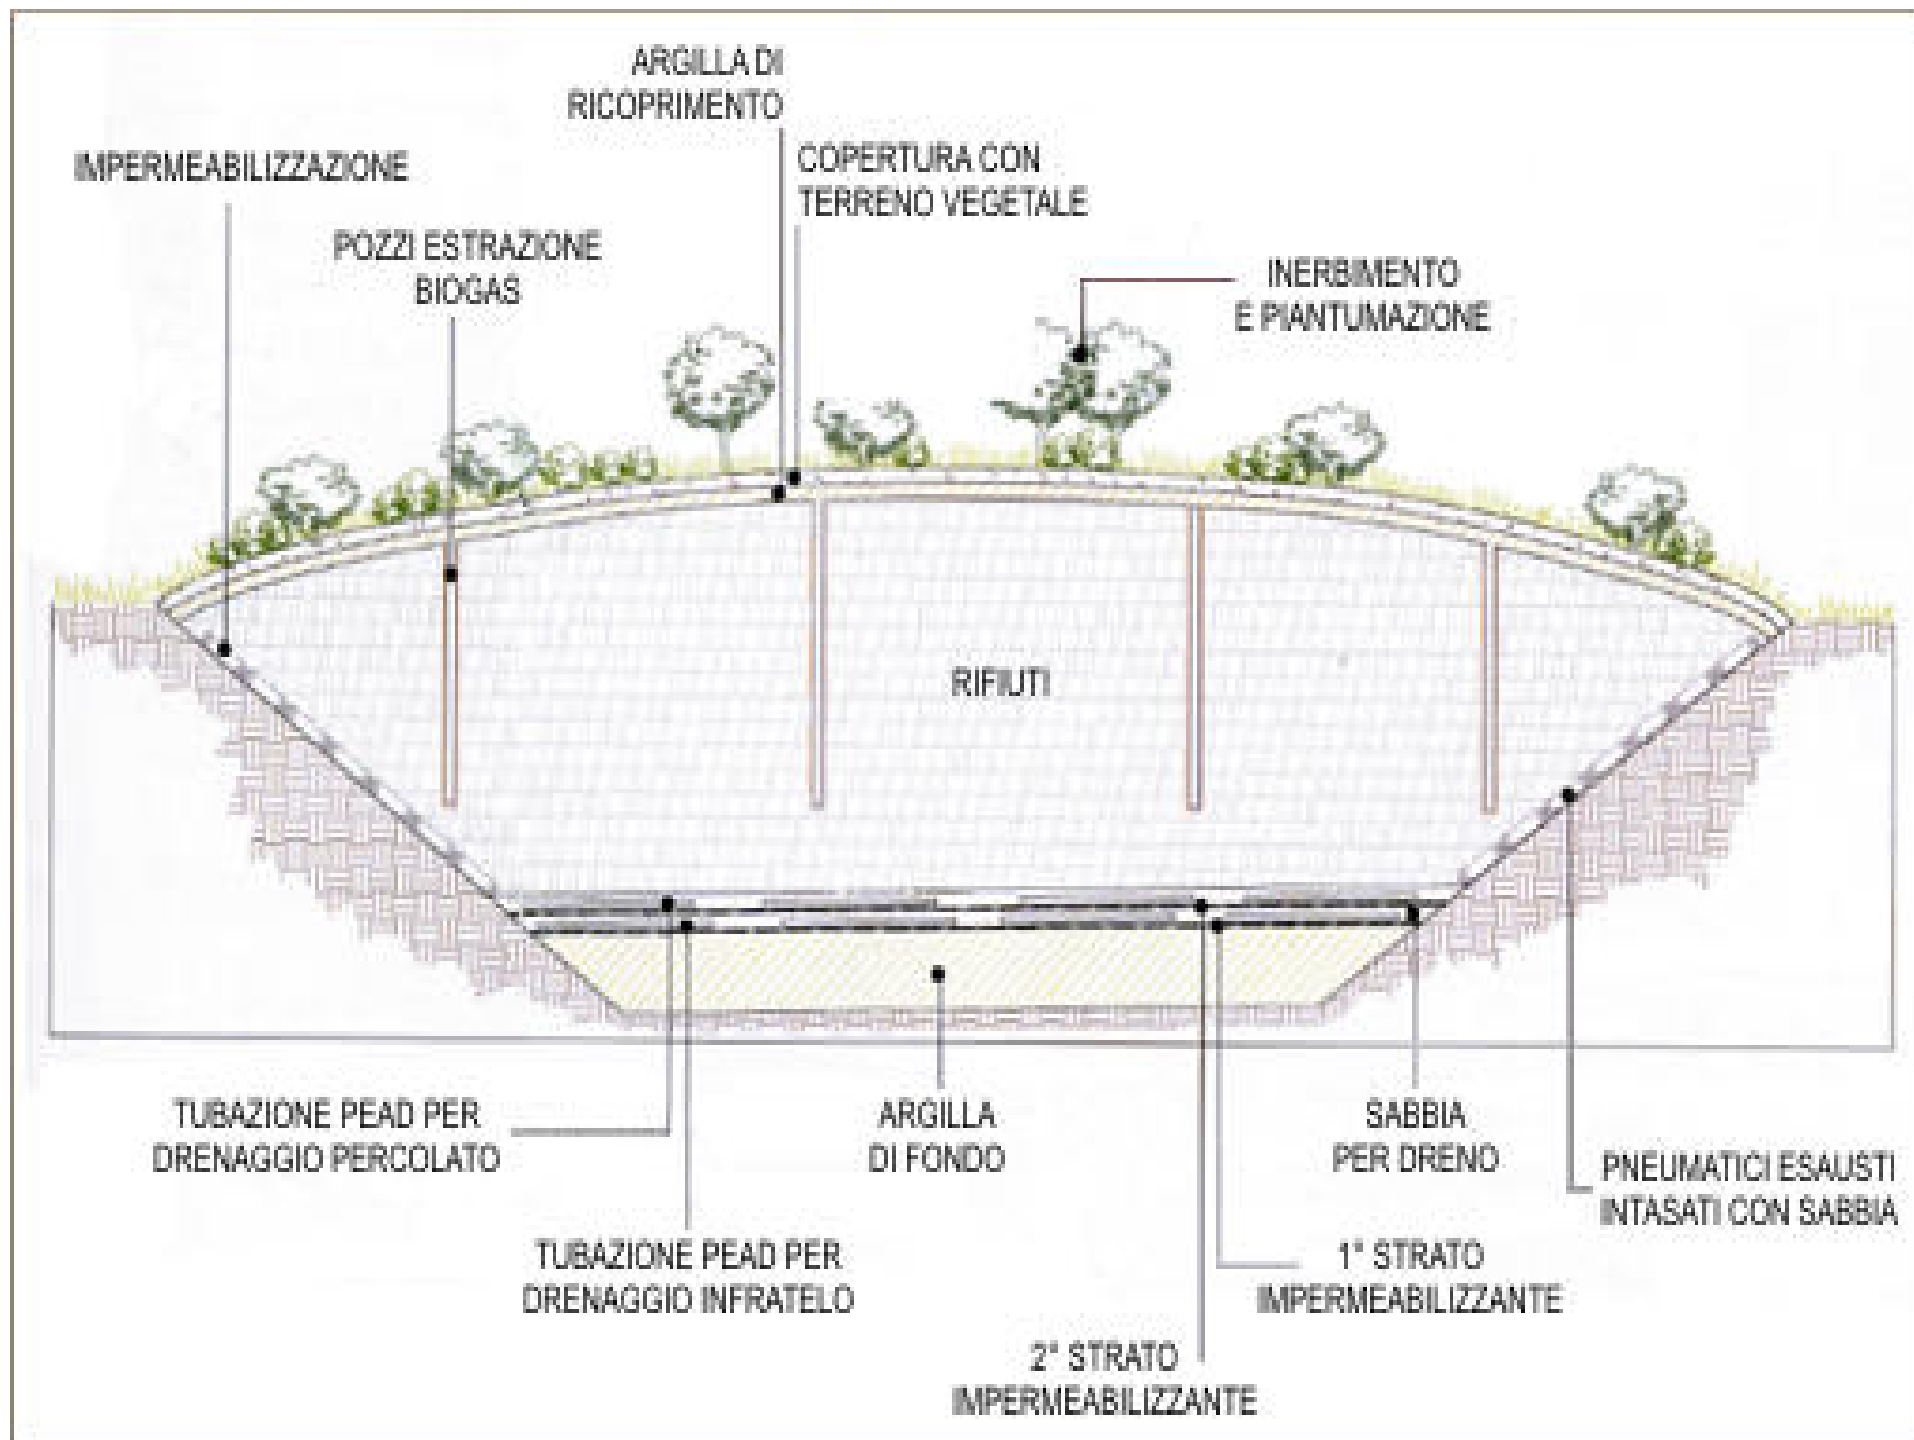 ARGILLA DI
RICOPRIMENTO
IMPERMEABILIZZAZIONE
COPERTURA CON
TERRENO VEGETALE
POZZI ESTRAZIONE
BIOGAS
INERBIMENTO
E PIANTUMAZIONE
RIFIUTI
TUBAZIONE PEAD PER
DRENAGGIO PERCOLATO
ARGILLA
DI FONDO
SABBIA
PER DRENO
PNEUMATICI ESAUSTI
INTASATI CON SABBIA
TUBAZIONE PEAD PER
DRENAGGIO INFRATELO
1° STRATO
IMPERMEABILIZZANTE
2° STRATO
IMPERMEABILIZZANTE